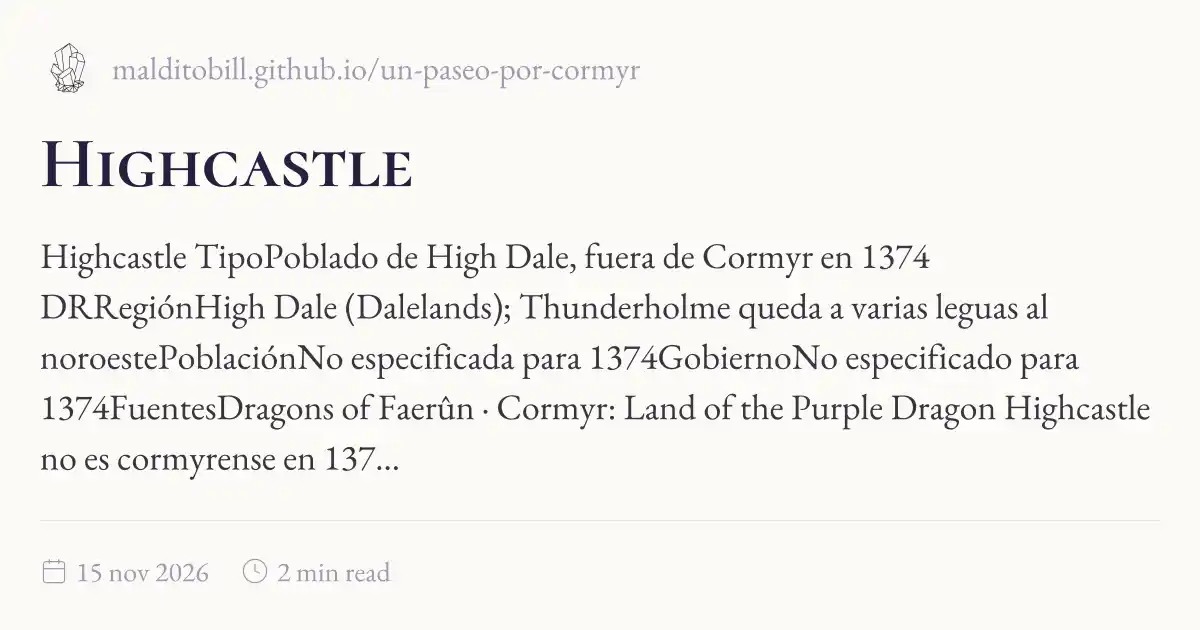 malditobill.github.io/un-paseo-por-cormyr
Highcastle
Highcastle TipoPoblado de High Dale, fuera de Cormyr en 1374
DRRegiónHigh Dale (Dalelands); Thunderholme queda a varias leguas al
noroestePoblaciónNo especificada para 1374GobiernoNo especificado para
1374FuentesDragons of Faerûn · Cormyr: Land of the Purple Dragon Highcastle
no es cormyrense en 137...
15 nov 2026 2 min read